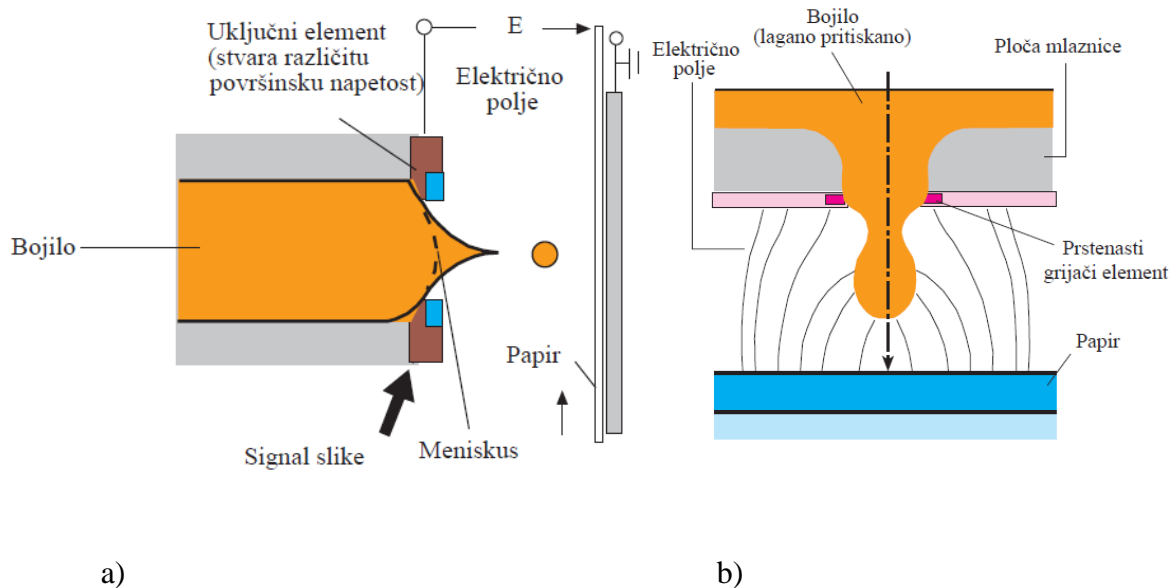 Uključni element
(stvara različitu
površinsku napetost)
E
Električno
polje
Bojilo
Papir
Signal slike
Meniskus
a)
Bojilo
(lagano pritiskano)
Električno
polje
Ploča mlaznice
Prstenasti
grijači element
Papir
b)